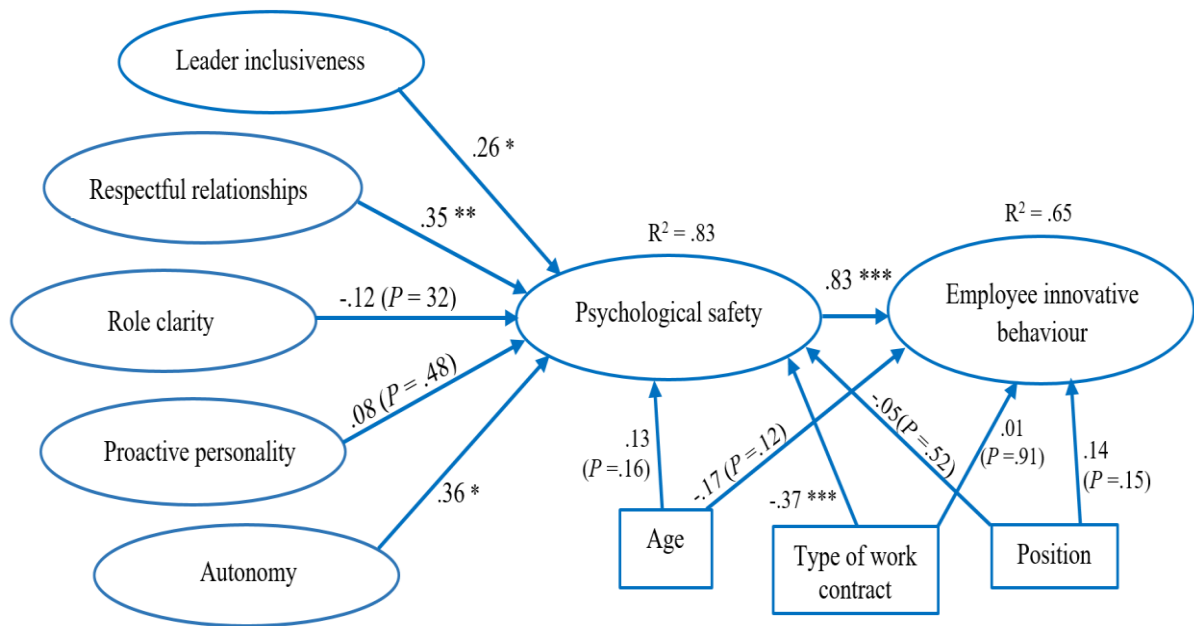 Leader inclusiveness
.26 *
Respectful relationships
.35 **
R² = .83
R² = .65
Role clarity
-.12 (P = 32)
Psychological safety
.83 ***
Employee innovative
behaviour
Proactive personality
.08 (P = .48)
Autonomy
.36 *
.13
(P =.16)
-.17 (P =.12)
-.37 ***
-.05(P =.52)
.01
(P =.91)
.14
(P =.15)
Age
Type of work
contract
Position